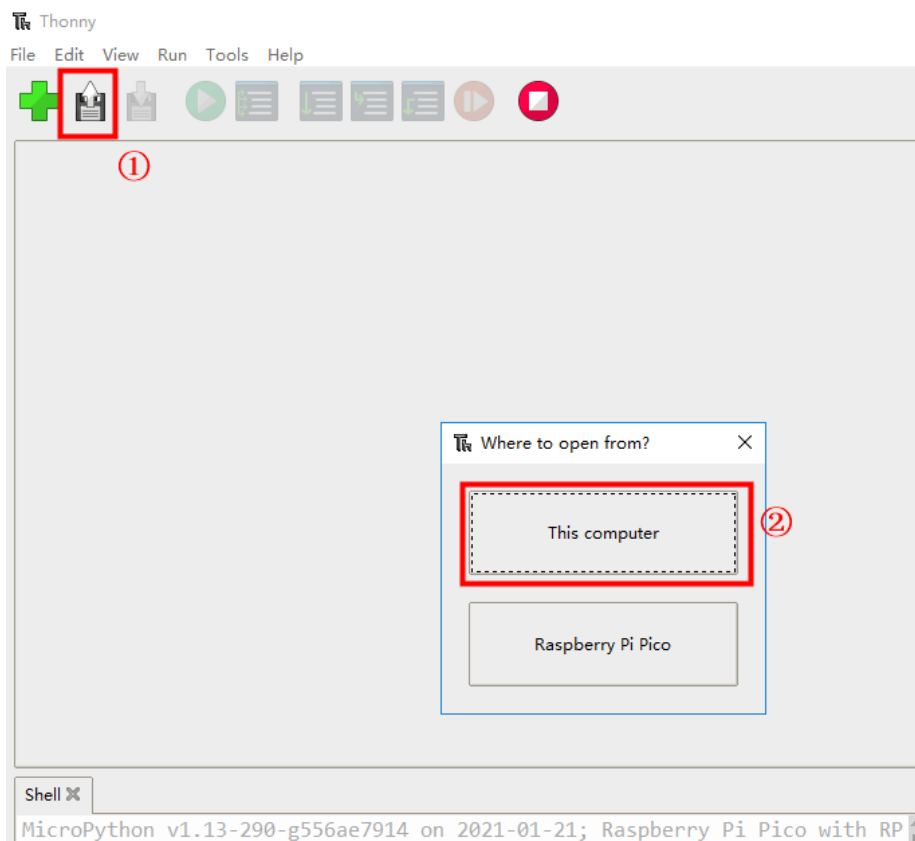 Thonny
File Edit View Run Tools Help
①
Where to open from?
This computer
②
Raspberry Pi Pico
Shell
MicroPython v1.13-290-g556ae7914 on 2021-01-21; Raspberry Pi Pico with RP